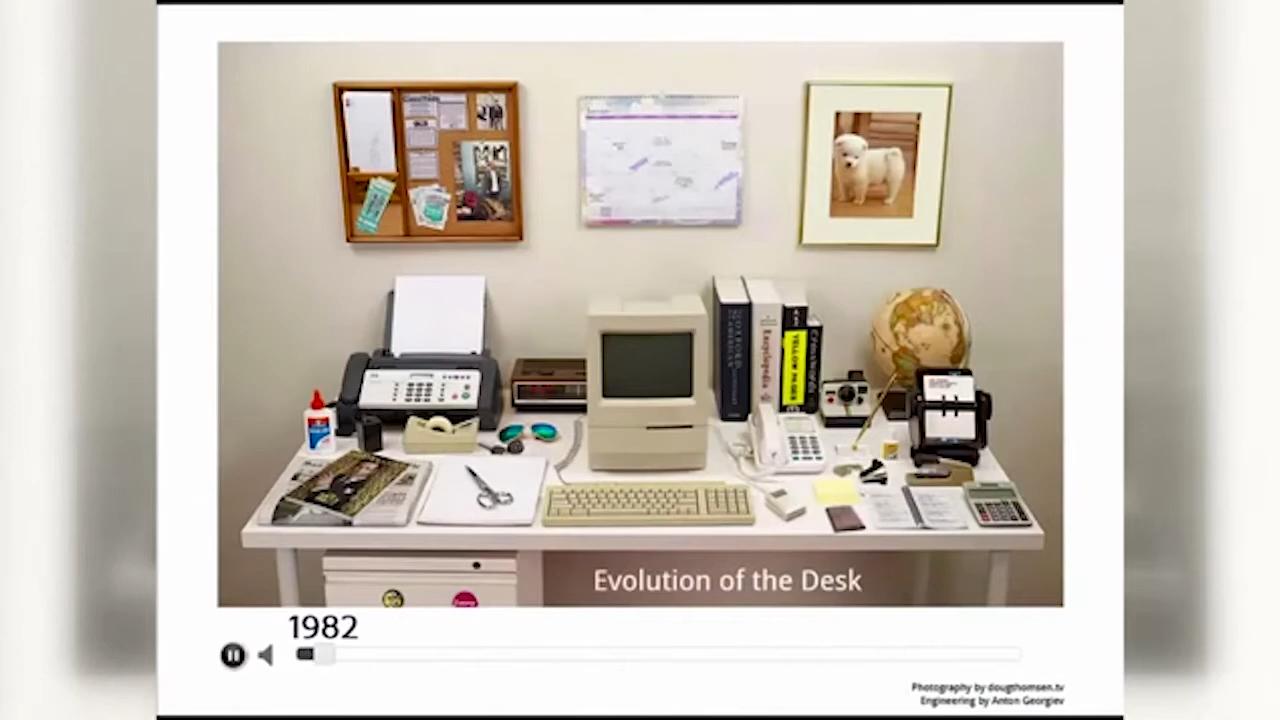 Encyclopedia
YELLOW PAGES
Evolution of the Desk
1982
Photography by dougthomsen.tv
Engineering by Anton Georgiev